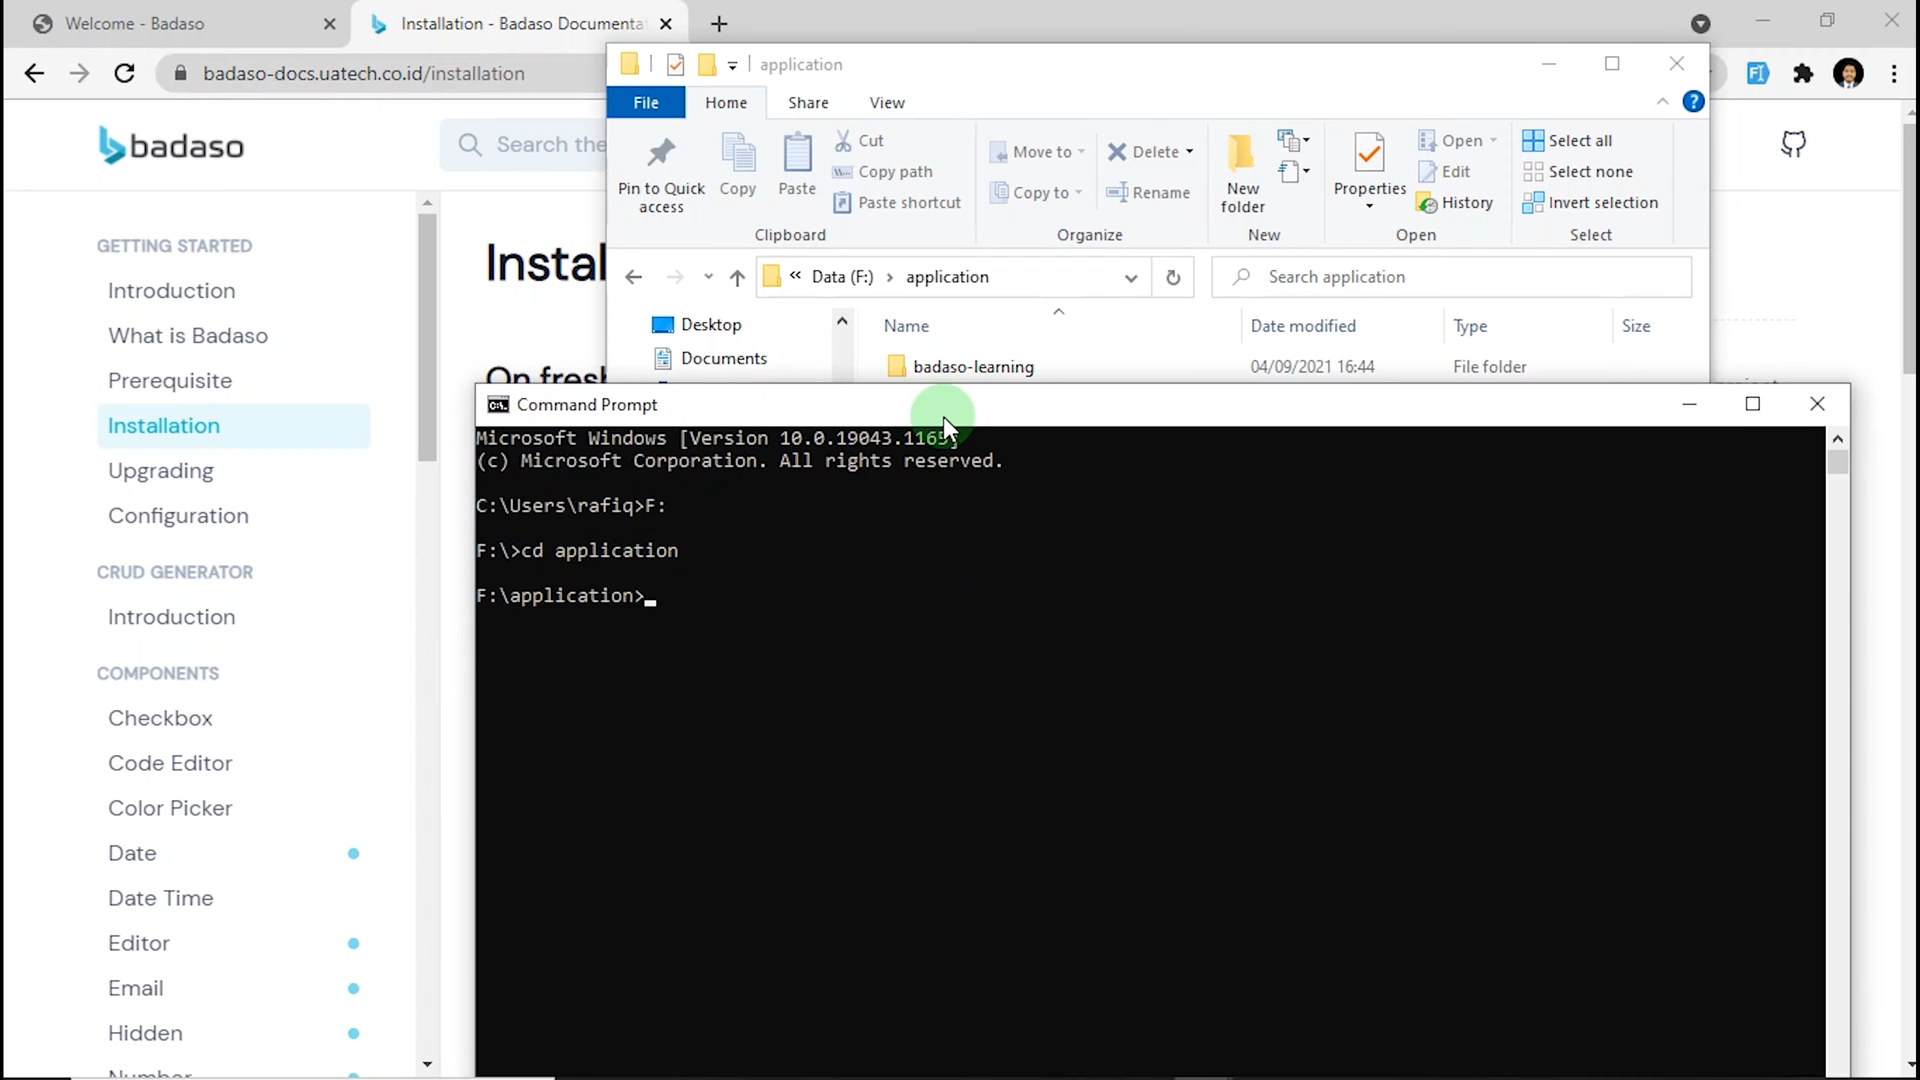 Welcome - Badaso
Installation - Badaso Documenta
badaso-docs.uatech.co.id/installation
application
File
Home
Share
View
Pin to Quick access
Copy
Paste
Cut
Copy path
Paste shortcut
Clipboard
Move to
Copy to
Delete
Rename
Organize
New folder
New
Properties
Open
Edit
History
Open
Select all
Select none
Invert selection
Select
« Data (F:) > application
Search application
Desktop
Documents
Name
Date modified
Type
Size
badaso-learning
04/09/2021 16:44
File folder
badaso
Search the
GETTING STARTED
Introduction
What is Badaso
Prerequisite
Installation
Upgrading
Configuration
CRUD GENERATOR
Introduction
COMPONENTS
Checkbox
Code Editor
Color Picker
Date
Date Time
Editor
Email
Hidden
Number
Instal
On fresh
Command Prompt
Microsoft Windows [Version 10.0.19043.1165]
(c) Microsoft Corporation. All rights reserved.
C:\Users\rafiq>F:
F:\>cd application
F:\application>